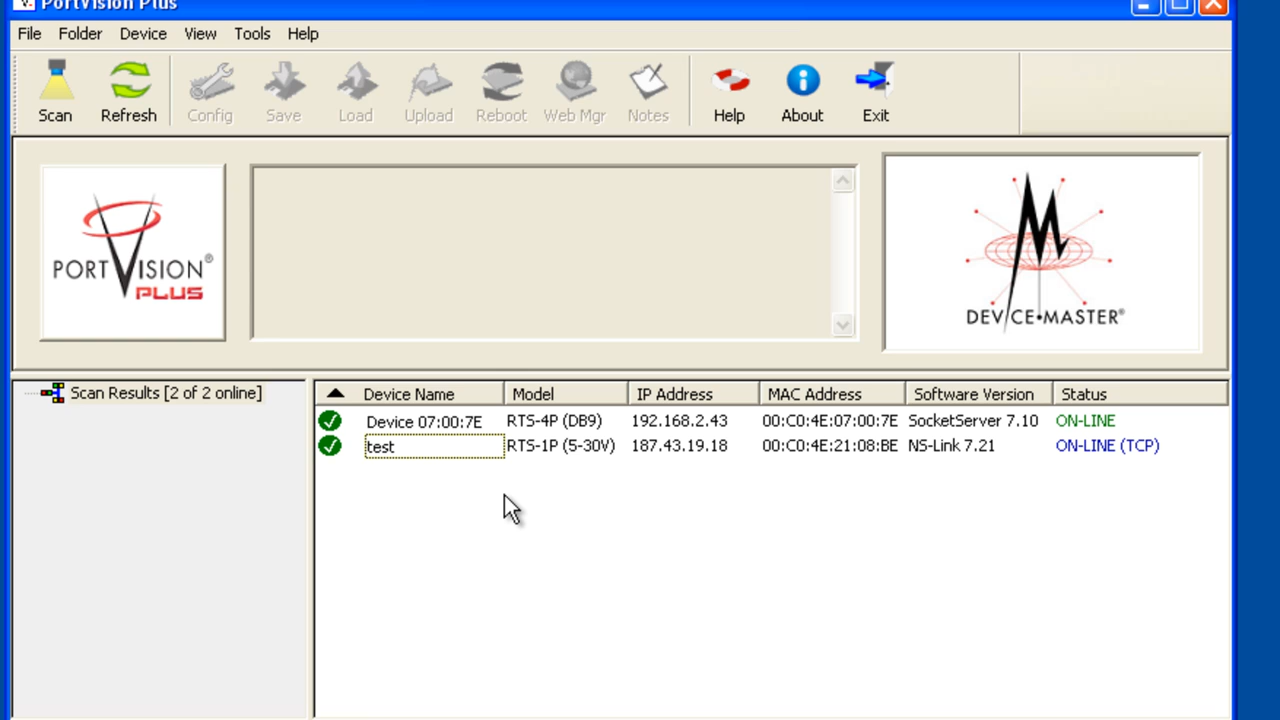 PortVision Plus
File Folder Device View Tools Help
Scan Refresh Config Save Load Upload Reboot Web Mgr Notes Help About Exit
PORTVISION®
PLUS
DEVICE•MASTER®
Scan Results [2 of 2 online]
Device Name Model IP Address MAC Address Software Version Status
Device 07:00:7E RTS-4P (DB9) 192.168.2.43 00:C0:4E:07:00:7E SocketServer 7.10 ON-LINE
test RTS-1P (5-30V) 187.43.19.18 00:C0:4E:21:08:BE NS-Link 7.21 ON-LINE (TCP)